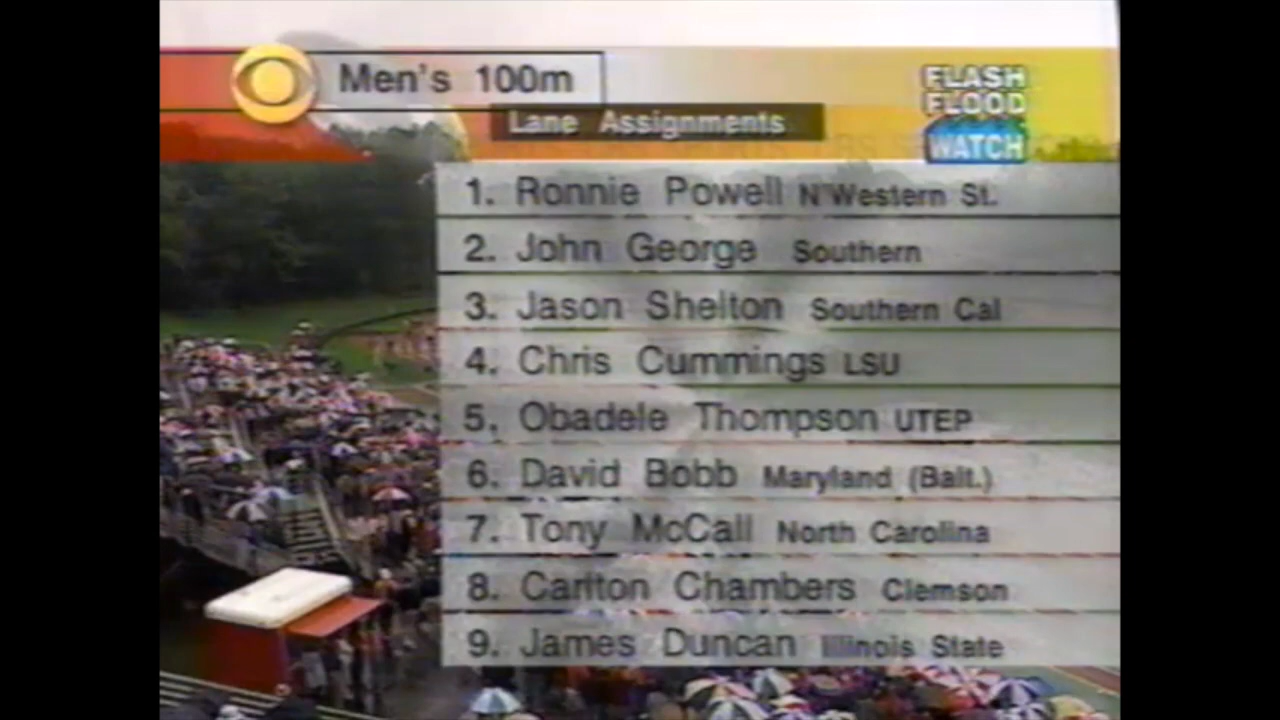 Men's 100m
FLASH
FLOOD
WATCH
Lane Assignments
1. Ronnie Powell N'Western St.
2. John George Southern
3. Jason Shelton Southern Cal
4. Chris Cummings LSU
5. Obadele Thompson UTEP
6. David Bobb Maryland (Balt.)
7. Tony McCall North Carolina
8. Carlton Chambers Clemson
9. James Duncan Illinois State